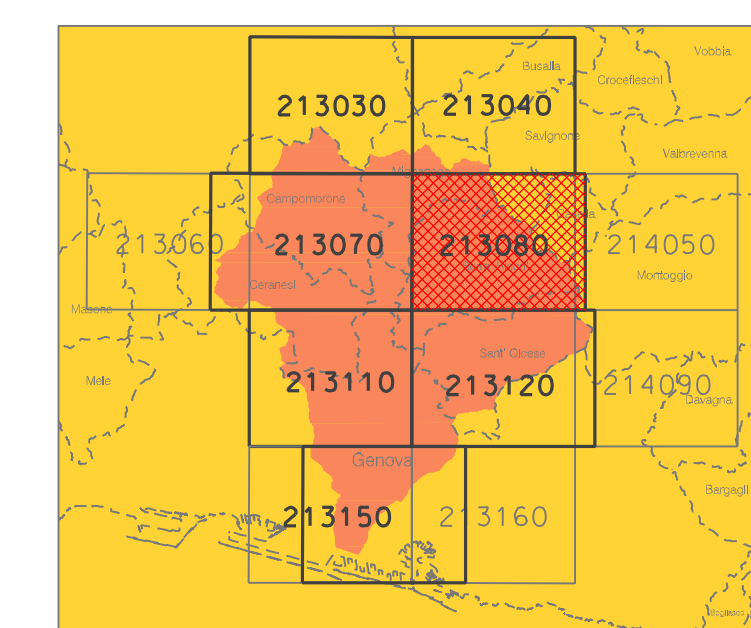 Vobbia
Busalla
Crocefieschi
213030
213040
Savignone
Valbrevenna
Campomorone
213060
213070
213080
214050
Montoggio
Ceranesi
Masone
Sant' Olcese
Mele
213110
213120
214090
Davagna
Genova
Bargagli
213150
213160
Bogliasco